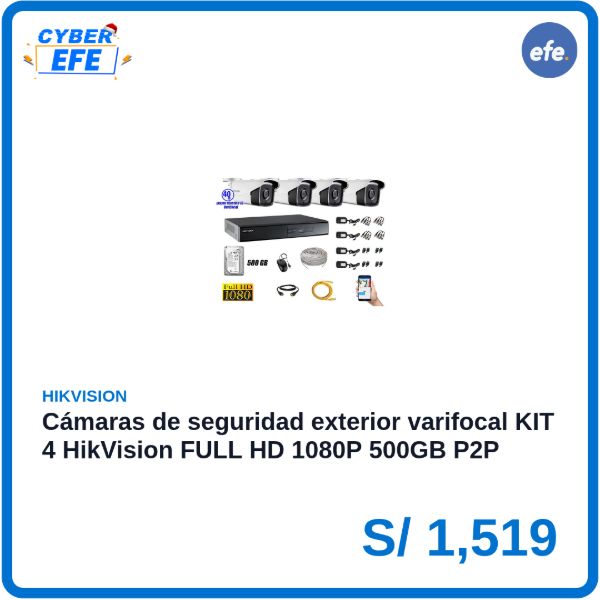 CYBER
EFE
efe.
4Q
500 GB
Full HD
1080
HIKVISION
Cámaras de seguridad exterior varifocal KIT
4 HikVision FULL HD 1080P 500GB P2P
S/ 1,519